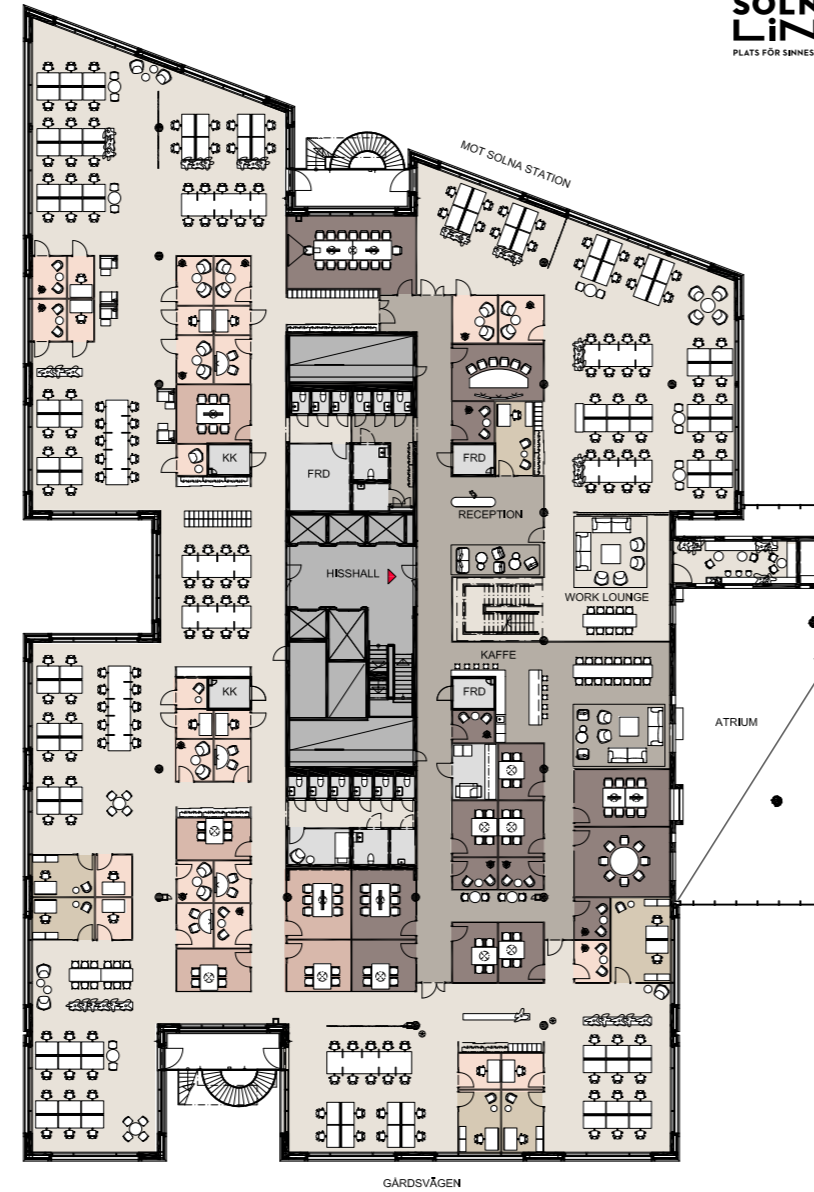 SOLN
LiN
PLATS FÖR SINNES
MOT SOLNA STATION
KK
FRD
FRD
RECEPTION
HISSHALL
WORK LOUNGE
KAFFE
KK
FRD
ATRIUM
GÅRDSVÄGEN